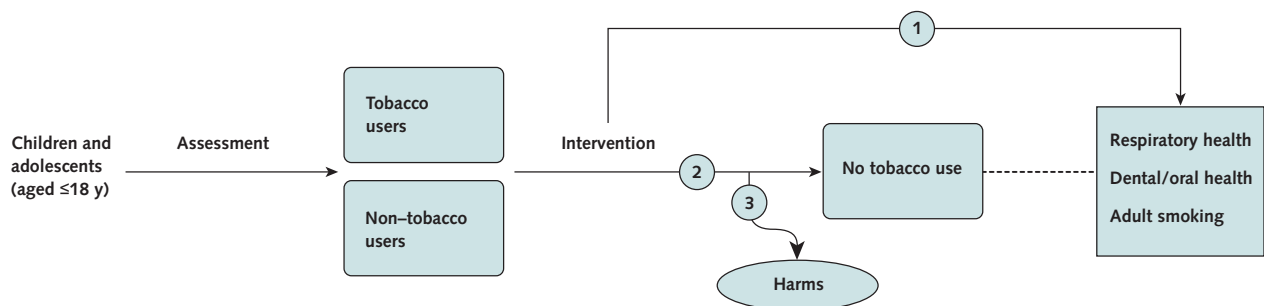 1
Children and
adolescents
(aged ≤18 y)
Assessment
Tobacco
users
Non–tobacco
users
Intervention
2
3
No tobacco use
Harms
Respiratory health
Dental/oral health
Adult smoking